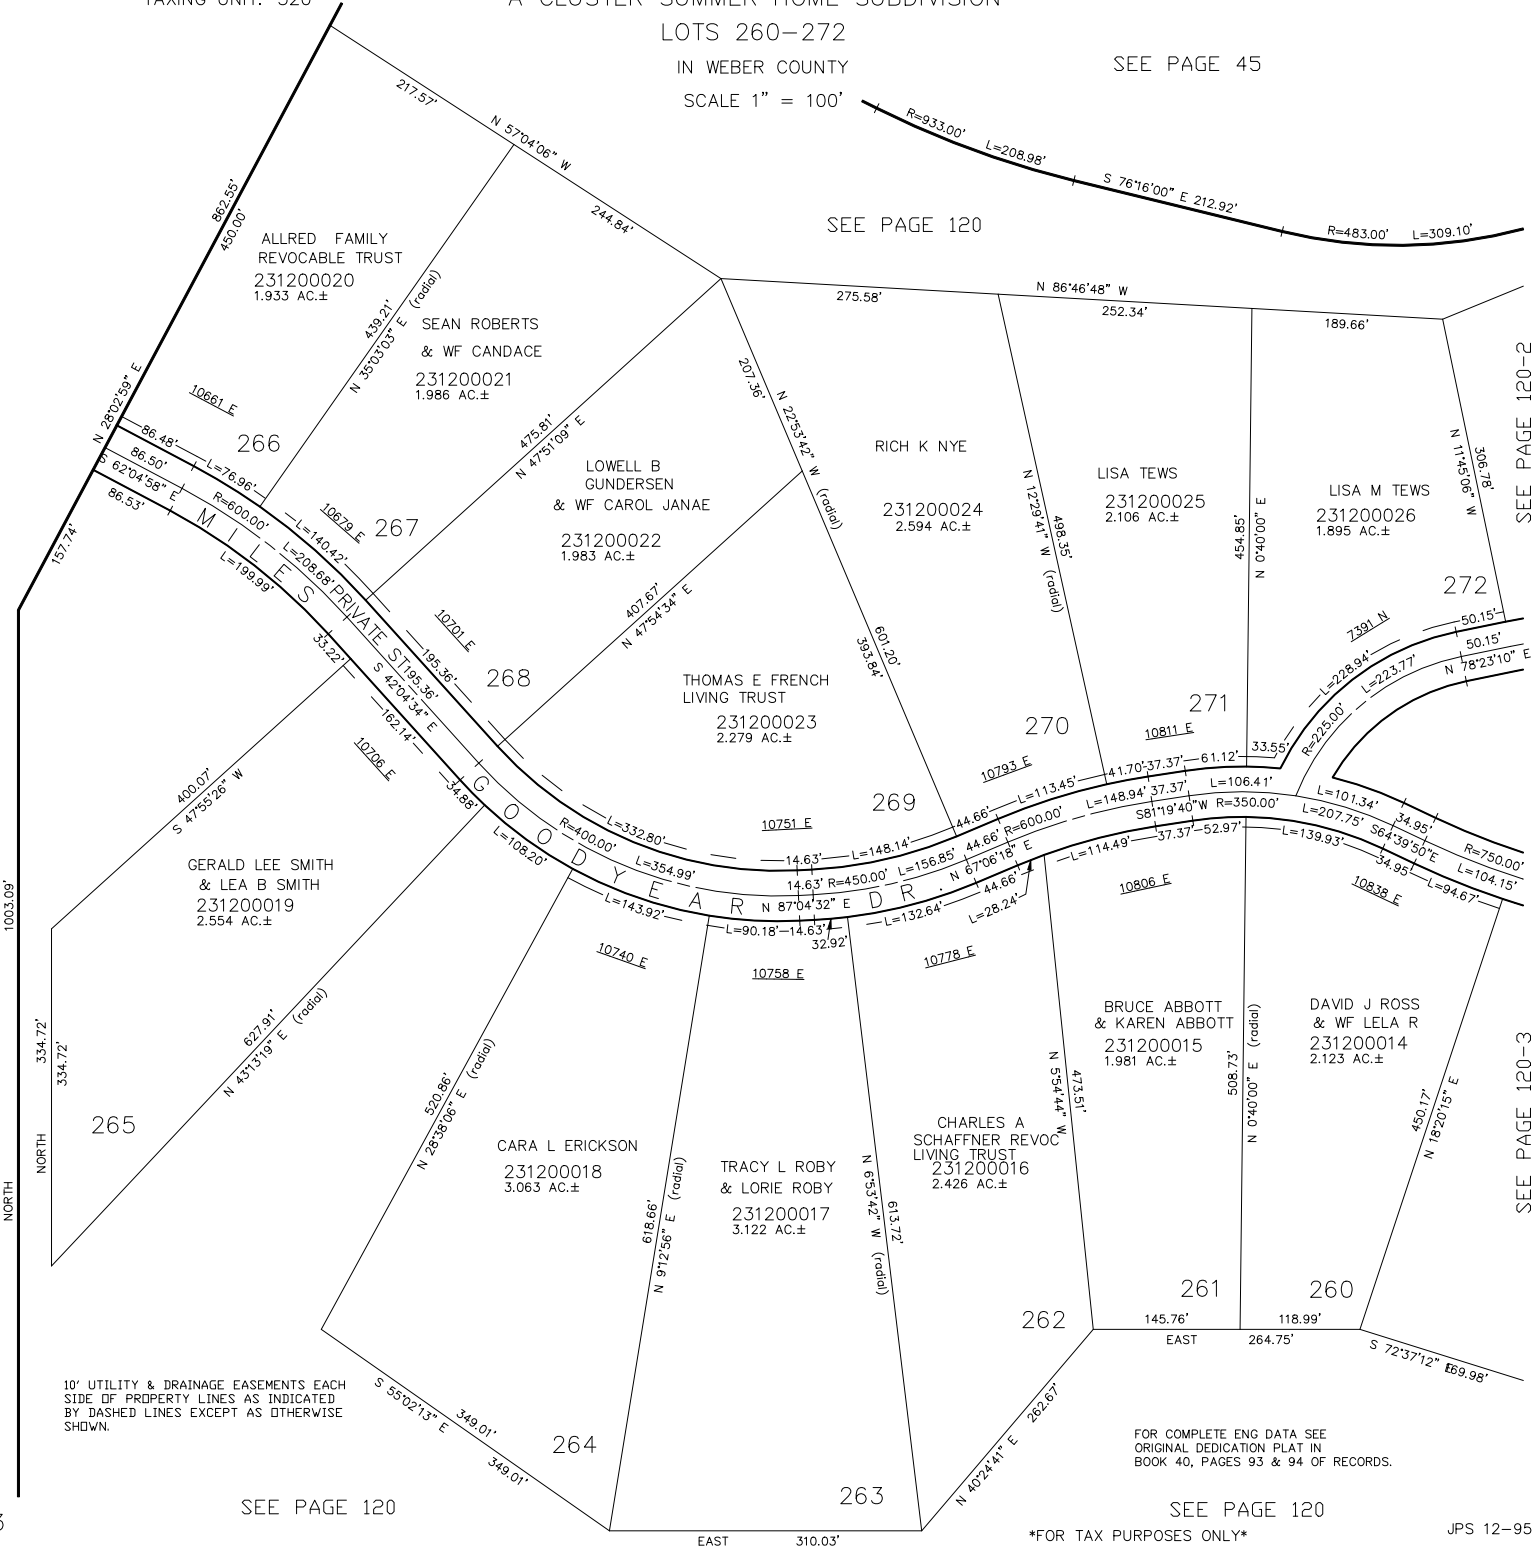 LOTS 260-272
IN WEBER COUNTY
SCALE 1" = 100'
SEE PAGE 45
R=933.00'
L=208.98'
S 76°16'00" E 212.92'
R=483.00' L=309.10'
SEE PAGE 120
217.57'
N 57°04'06" W
244.84'
862.55'
450.00'
N 28°02'59" E
157.74'
ALLRED FAMILY
REVOCABLE TRUST
231200020
1.933 AC.±
10661 E
266
439.21'
N 35°03'03" E (radial)
SEAN ROBERTS
& WF CANDACE
231200021
1.986 AC.±
10679 E
267
475.81'
N 47°51'09" E
LOWELL B
GUNDERSEN
& WF CAROL JANAE
231200022
1.983 AC.±
10701 E
268
407.67'
N 47°54'34" E
207.36'
N 22°53'42" W (radial)
601.20'
393.84'
THOMAS E FRENCH
LIVING TRUST
231200023
2.279 AC.±
10751 E
269
275.58'
N 86°46'48" W
252.34'
189.66'
RICH K NYE
231200024
2.594 AC.±
270
10793 E
N 12°29'41" W (radial)
498.35'
LISA TEWS
231200025
2.106 AC.±
271
10811 E
454.85'
N 0°40'00" E
LISA M TEWS
231200026
1.895 AC.±
272
7391 N
N 11°45'06" W
306.78'
SEE PAGE 120-2
86.48'
L=76.96'
86.50'
S 62°04'58" E
R=600.00'
86.53'
L=140.42'
L=208.68'
L=199.99'
MILES GOODYEAR DR.
PRIVATE ST.
33.22'
195.36'
195.36'
S 42°04'34" E
162.14'
34.88'
L=332.80'
R=400.00'
L=354.99'
L=108.20'
L=143.92'
L=90.18'
14.63'
14.63'
14.63'
N 87°04'32" E
32.92'
L=148.14'
R=450.00'
L=156.85'
L=132.64'
44.66'
44.66'
44.66'
N 67°06'18" E
L=28.24'
L=113.45'
R=600.00'
L=148.94'
L=114.49'
41.70'
37.37'
37.37'
37.37'
S81°19'40"W
61.12'
33.55'
L=106.41'
R=350.00'
52.97'
L=207.75'
L=139.93'
L=228.94'
L=223.77'
R=225.00'
50.15'
50.15'
N 78°23'10" E
L=101.34'
34.95'
S64°39'50"E
34.95'
R=750.00'
L=104.15'
L=94.67'
400.07'
S 47°55'26" W
GERALD LEE SMITH
& LEA B SMITH
231200019
2.554 AC.±
10706 E
265
1003.09'
NORTH
334.72'
334.72'
NORTH
627.91'
N 43°13'19" E (radial)
10740 E
520.86'
N 28°38'06" E (radial)
CARA L ERICKSON
231200018
3.063 AC.±
S 55°02'13" E
349.01'
349.01'
264
618.66'
N 9°12'56" E (radial)
10758 E
TRACY L ROBY
& LORIE ROBY
231200017
3.122 AC.±
263
EAST 310.03'
N 6°53'42" W (radial)
613.72'
10778 E
CHARLES A
SCHAFFNER REVOC
LIVING TRUST
231200016
2.426 AC.±
262
N 40°24'41" E 262.67'
N 5°54'44" W
473.51'
10806 E
BRUCE ABBOTT
& KAREN ABBOTT
231200015
1.981 AC.±
261
145.76'
508.73'
N 0°40'00" E (radial)
10838 E
DAVID J ROSS
& WF LELA R
231200014
2.123 AC.±
260
118.99'
EAST 264.75'
450.17'
N 18°20'15" E
S 72°37'12" E
169.98'
SEE PAGE 120-3
10' UTILITY & DRAINAGE EASEMENTS EACH
SIDE OF PROPERTY LINES AS INDICATED
BY DASHED LINES EXCEPT AS OTHERWISE
SHOWN.
FOR COMPLETE ENG DATA SEE
ORIGINAL DEDICATION PLAT IN
BOOK 40, PAGES 93 & 94 OF RECORDS.
SEE PAGE 120
SEE PAGE 120
*FOR TAX PURPOSES ONLY*
JPS 12-95